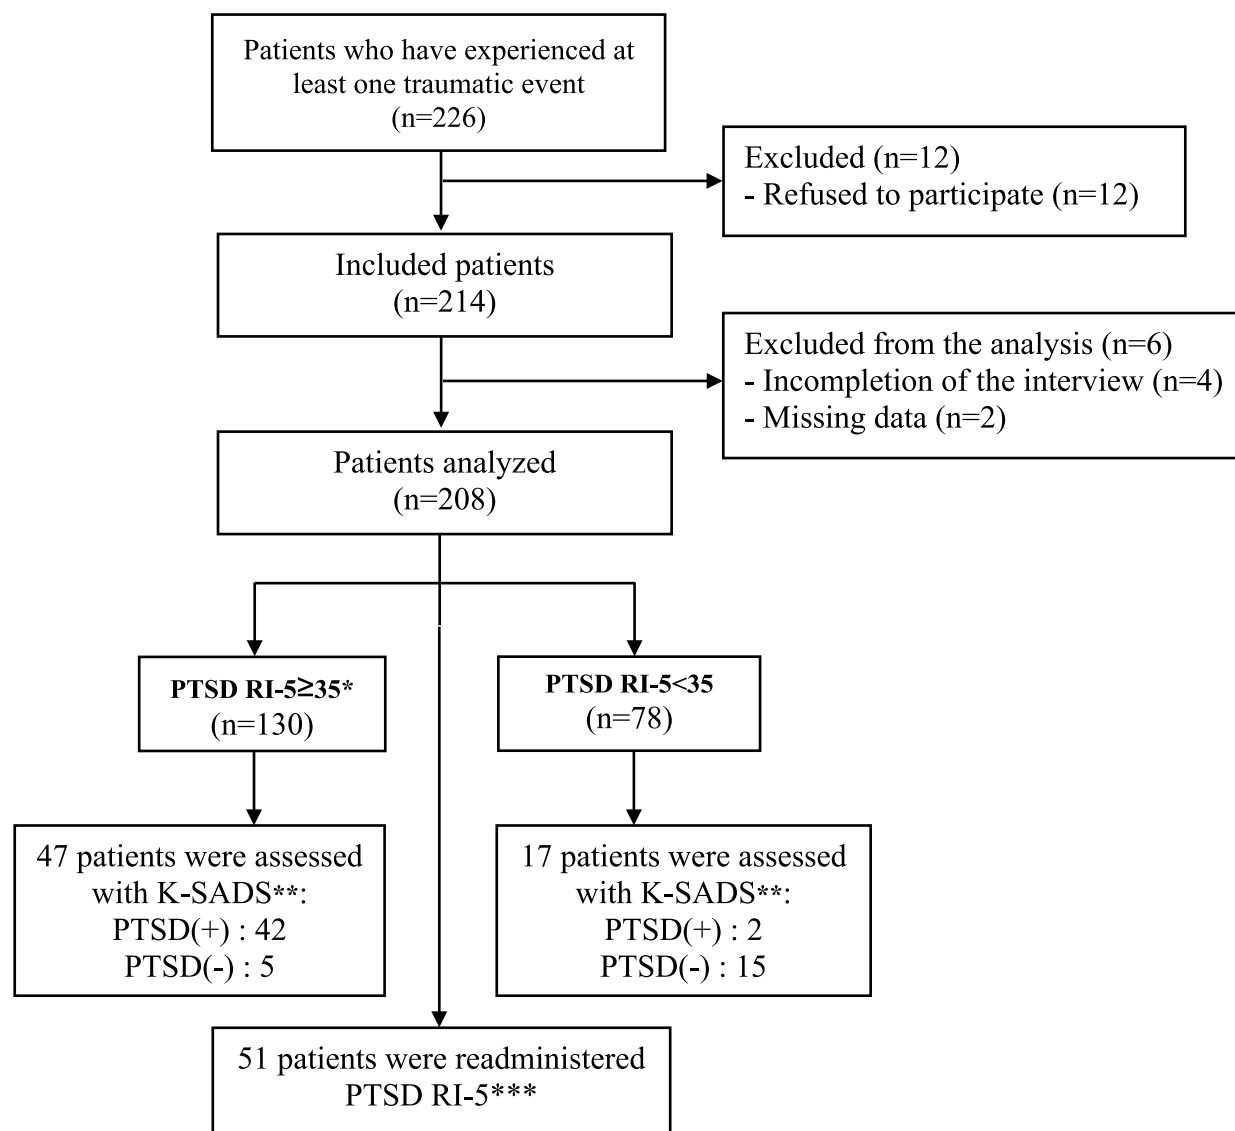 Patients who have experienced at
least one traumatic event
(n=226)
Excluded (n=12)
- Refused to participate (n=12)
Included patients
(n=214)
Excluded from the analysis (n=6)
- Incompletion of the interview (n=4)
- Missing data (n=2)
Patients analyzed
(n=208)
PTSD RI-5≥35*
(n=130)
PTSD RI-5<35
(n=78)
47 patients were assessed
with K-SADS**:
PTSD(+) : 42
PTSD(-) : 5
17 patients were assessed
with K-SADS**:
PTSD(+) : 2
PTSD(-) : 15
51 patients were readministered
PTSD RI-5***